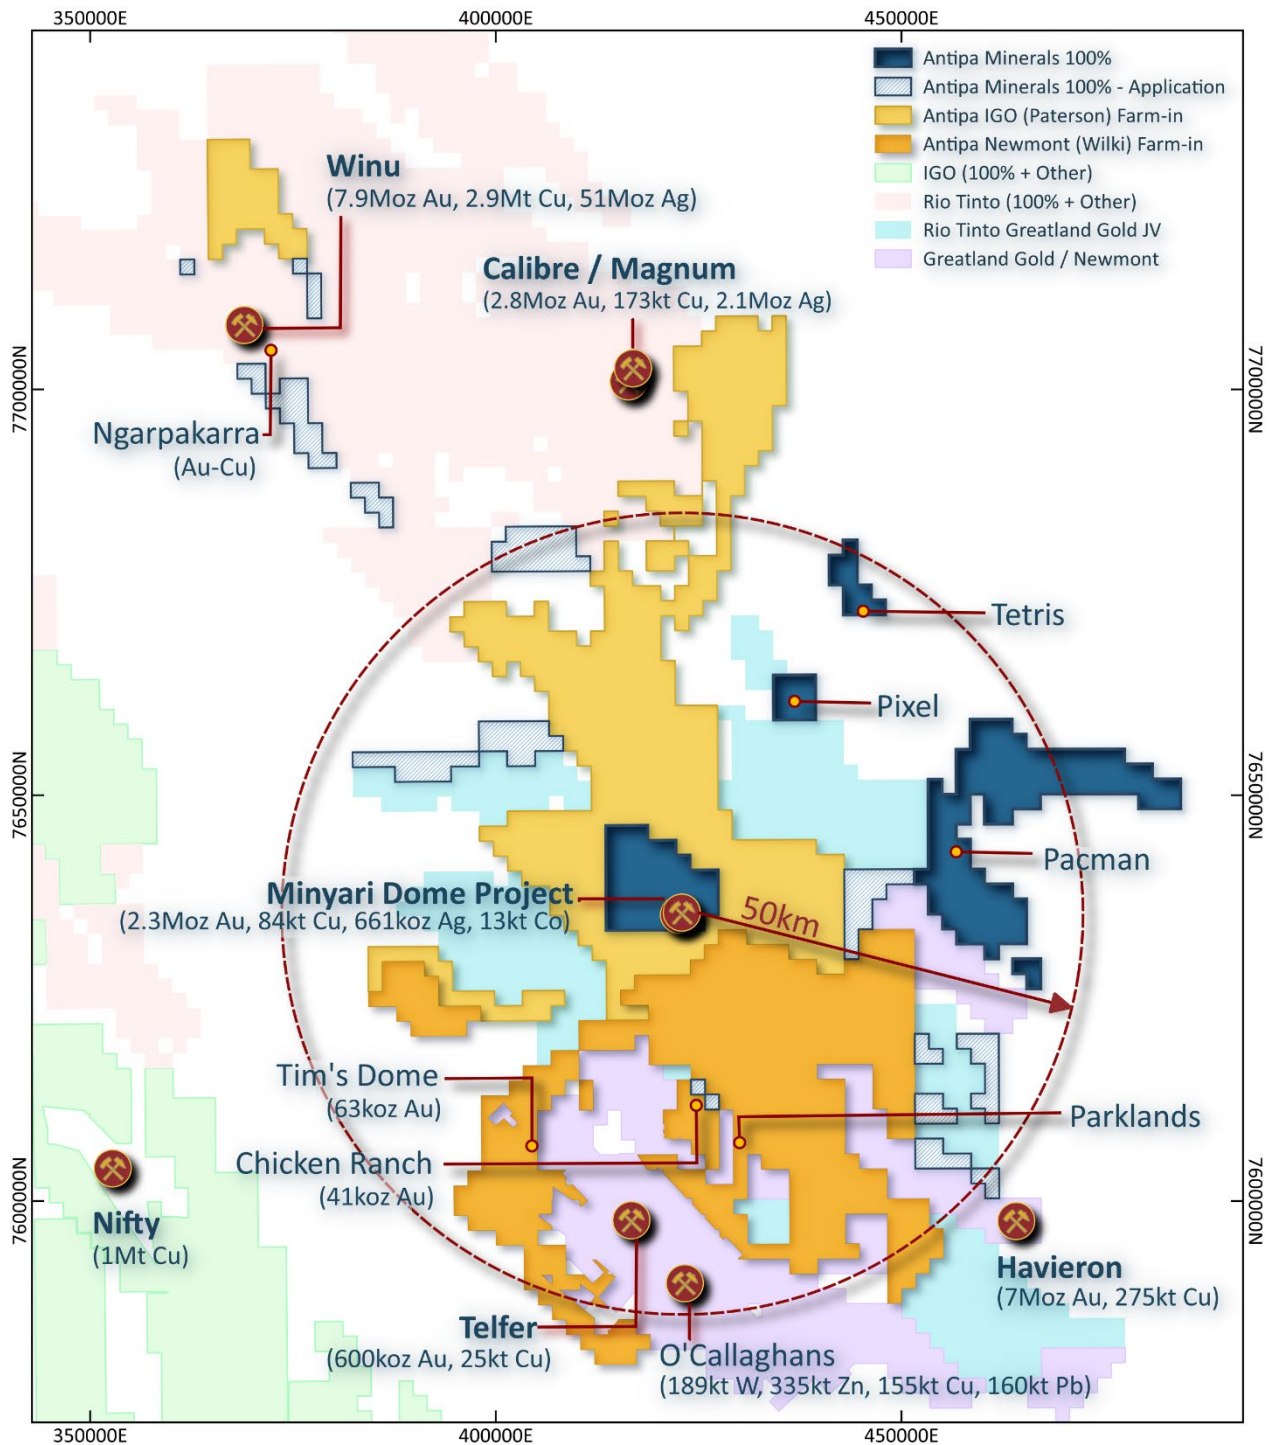 350000E
400000E
450000E
Antipa Minerals 100%
Antipa Minerals 100% - Application
Antipa IGO (Paterson) Farm-in
Antipa Newmont (Wilki) Farm-in
IGO (100% + Other)
Rio Tinto (100% + Other)
Rio Tinto Greatland Gold JV
Greatland Gold / Newmont
Winu
(7.9Moz Au, 2.9Mt Cu, 51Moz Ag)
Calibre / Magnum
(2.8Moz Au, 173kt Cu, 2.1Moz Ag)
7700000N
7700000N
Ngarpakarra
(Au-Cu)
Tetris
Pixel
7650000N
7650000N
Pacman
Minyari Dome Project
(2.3Moz Au, 84kt Cu, 661koz Ag, 13kt Co)
50km
Tim's Dome
(63koz Au)
Parklands
Chicken Ranch
(41koz Au)
7600000N
7600000N
Nifty
(1Mt Cu)
Havieron
(7Moz Au, 275kt Cu)
Telfer
(600koz Au, 25kt Cu)
O'Callaghans
(189kt W, 335kt Zn, 155kt Cu, 160kt Pb)
350000E
400000E
450000E